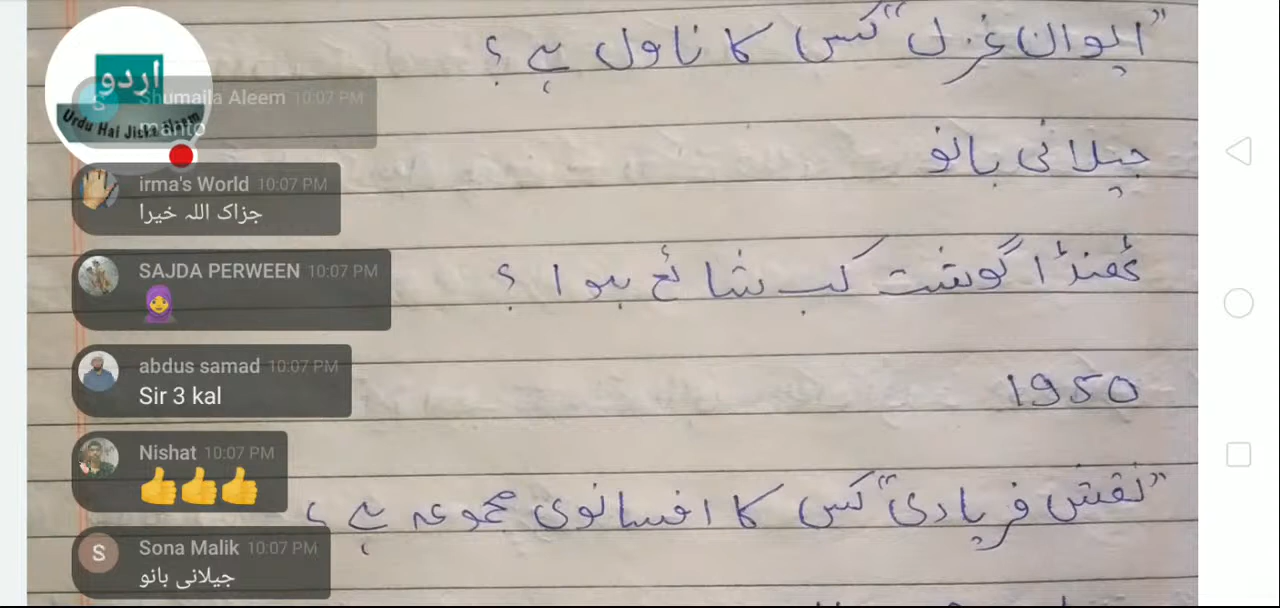 "ایوان غزل" کس کا ناول ہے ؟
جیلانی بانو
ٹھنڈا گوشت کب شائع ہوا ؟
1950
"نقش فریادی" کس کا افسانوی مجموعہ ہے ؟
اردو
Urdu Hai Jiska Naam
Shumaila Aleem 10:07 PM
manto
irma's World 10:07 PM
جزاک اللہ خیرا
SAJDA PERWEEN 10:07 PM
abdus samad 10:07 PM
Sir 3 kal
Nishat 10:07 PM
S
Sona Malik 10:07 PM
جیلانی بانو